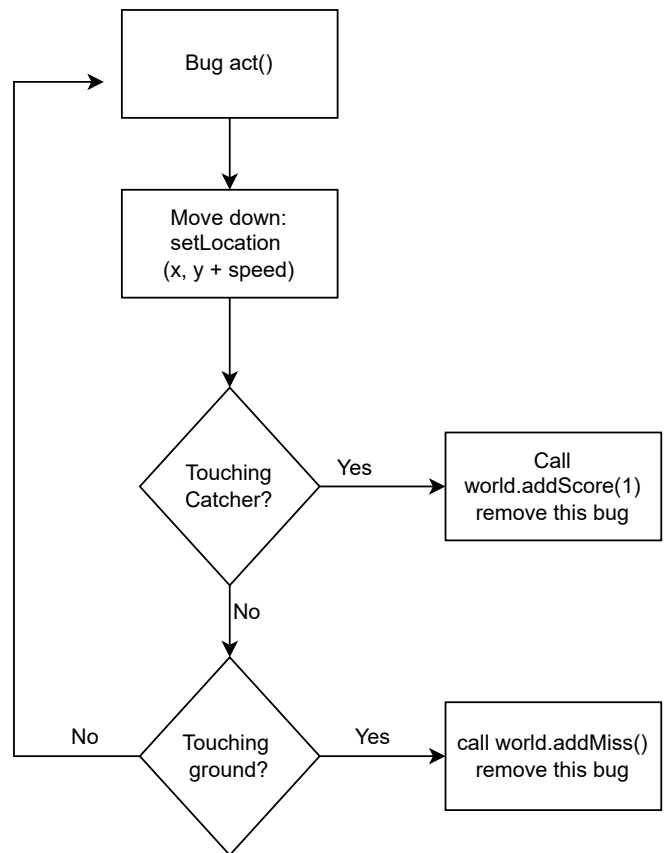 Bug act()
Move down:
setLocation
(x, y + speed)
Touching
Catcher?
Yes
Call
world.addScore(1)
remove this bug
No
Touching
ground?
No
Yes
call world.addMiss()
remove this bug